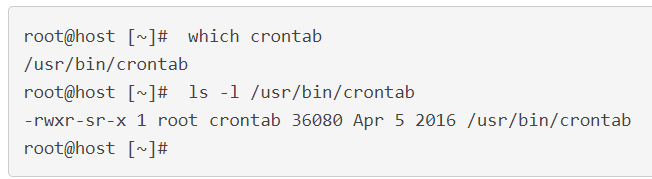 root@host [~]#  which crontab
/usr/bin/crontab
root@host [~]#  ls -l /usr/bin/crontab
-rwxr-sr-x 1 root crontab 36080 Apr 5 2016 /usr/bin/crontab
root@host [~]#